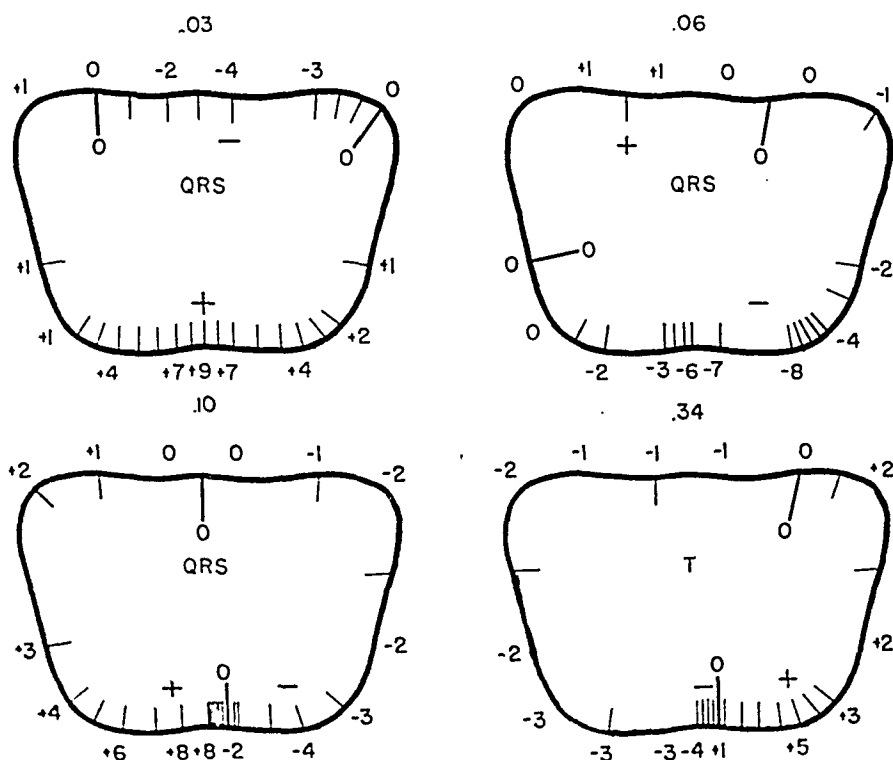 .03
+1 0 -2 -4 -3 0
0 − 0
QRS
+1 +1
+
+1 +2
+4 +7 +9 +7 +4
.06
0 +1 +1 0 0 -1
+ 0
QRS
0 0 -2
−
0 -4
-2 -3 -6 -7 -8
.10
+2 +1 0 0 -1 -2
0
QRS
+3 -2
0
+ −
+4 -3
+6 +8 +8 -2 -4
.34
-2 -1 -1 -1 0 +2
0
T
-2 +2
0
− +
-3 +3
-3 -3 -4 +1 +5